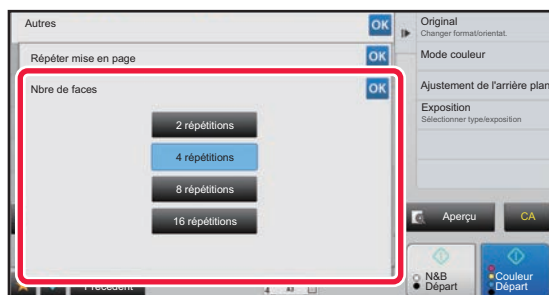 Autres
OK
Répéter mise en page
OK
Nbre de faces
OK
2 répétitions
4 répétitions
8 répétitions
16 répétitions
Original
Changer format/orientat.
Mode couleur
Ajustement de l'arrière plan
Exposition
Sélectionner type/exposition
Aperçu
CA
N&B
Départ
Couleur
Départ